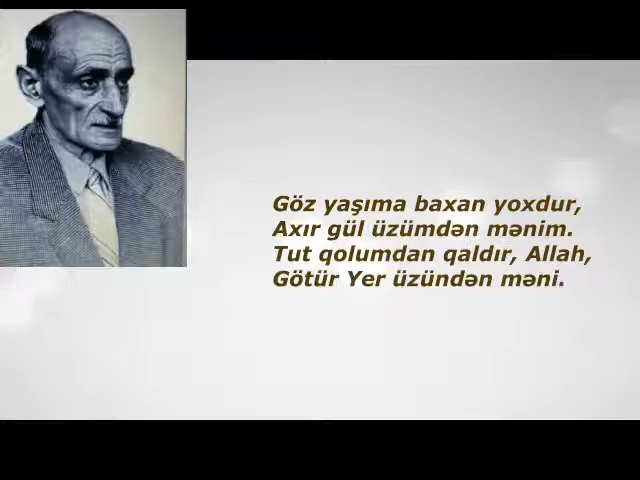 Göz yaşıma baxan yoxdur,
Axır gül üzümdən mənim.
Tut qolumdan qaldır, Allah,
Götür Yer üzündən məni.